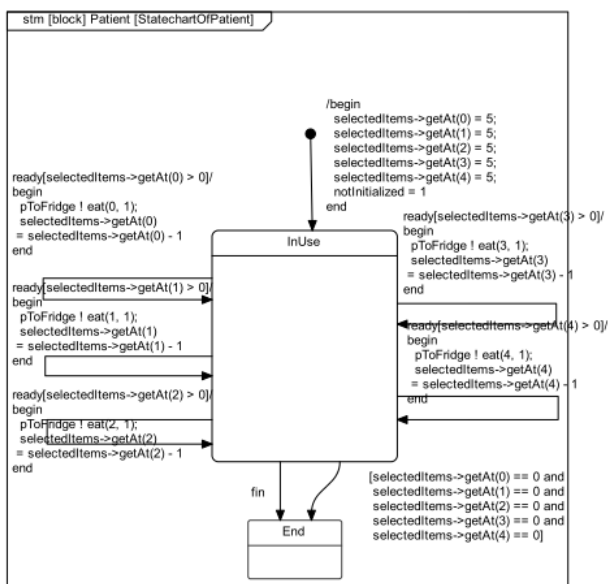 stm [block] Patient [StatechartOfPatient]
/begin
selectedItems->getAt(0) = 5;
selectedItems->getAt(1) = 5;
selectedItems->getAt(2) = 5;
selectedItems->getAt(3) = 5;
selectedItems->getAt(4) = 5;
notInitialized = 1
end
ready[selectedItems->getAt(0) > 0]/
begin
pToFridge ! eat(0, 1);
selectedItems->getAt(0)
= selectedItems->getAt(0) - 1
end
ready[selectedItems->getAt(1) > 0]/
begin
pToFridge ! eat(1, 1);
selectedItems->getAt(1)
= selectedItems->getAt(1) - 1
end
ready[selectedItems->getAt(2) > 0]/
begin
pToFridge ! eat(2, 1);
selectedItems->getAt(2)
= selectedItems->getAt(2) - 1
end
InUse
ready[selectedItems->getAt(3) > 0]/
begin
pToFridge ! eat(3, 1);
selectedItems->getAt(3)
= selectedItems->getAt(3) - 1
end
ready[selectedItems->getAt(4) > 0]/
begin
pToFridge ! eat(4, 1);
selectedItems->getAt(4)
= selectedItems->getAt(4) - 1
end
fin
[selectedItems->getAt(0) == 0 and
selectedItems->getAt(1) == 0 and
selectedItems->getAt(2) == 0 and
selectedItems->getAt(3) == 0 and
selectedItems->getAt(4) == 0]
End